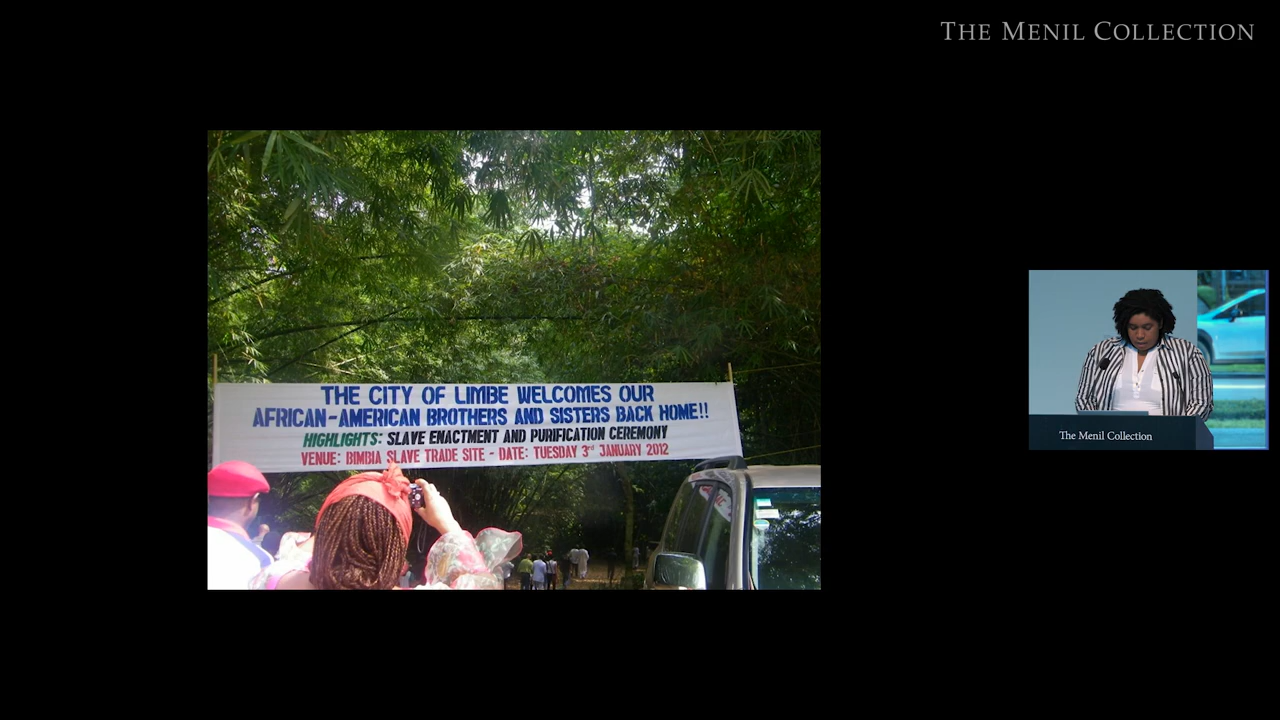 THE MENIL COLLECTION
THE CITY OF LIMBE WELCOMES OUR
AFRICAN-AMERICAN BROTHERS AND SISTERS BACK HOME!!
HIGHLIGHTS: SLAVE ENACTMENT AND PURIFICATION CEREMONY
VENUE: BIMBIA SLAVE TRADE SITE - DATE: TUESDAY 3rd JANUARY 2012
The Menil Collection